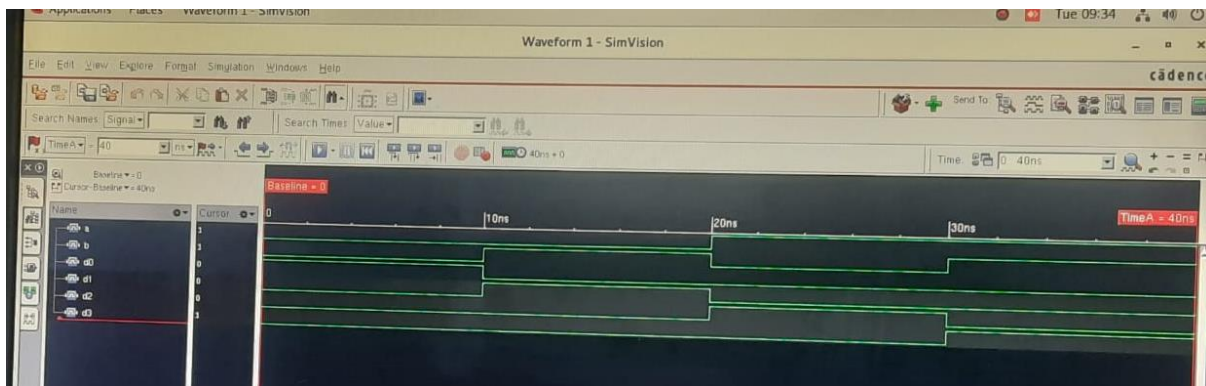 Applications Places Waveform 1 - SimVision Tue 09:34
Waveform 1 - SimVision
File Edit View Explore Format Simulation Windows Help
cādence
Search Names: Signal Search Times: Value Send To:
TimeA = 40 ns 40ns + 0 Time: 0 : 40ns
Baseline = 0
Cursor-Baseline = 40ns
Baseline = 0
TimeA = 40ns
Name Cursor 0 10ns 20ns 30ns
a 1
b 1
d0 0
d1 0
d2 0
d3 1